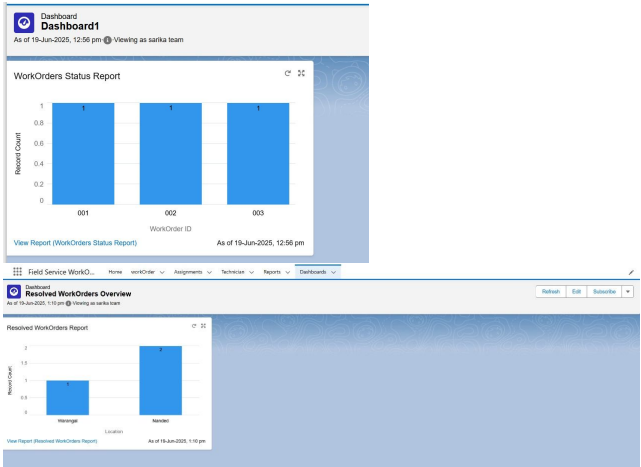 Dashboard
Dashboard1
As of 19-Jun-2025, 12:56 pm Viewing as sarika team
WorkOrders Status Report
1
0.8
0.6
0.4
0.2
0
Record Count
1 1 1
001 002 003
WorkOrder ID
View Report (WorkOrders Status Report) As of 19-Jun-2025, 12:56 pm
Field Service WorkO... Home workOrder Assignments Technician Reports Dashboards
Dashboard
Resolved WorkOrders Overview
As of 19-Jun-2025, 1:10 pm Viewing as sarika team
Refresh Edit Subscribe
Resolved WorkOrders Report
2
1.5
1
0.5
0
Record Count
1 2
Warangal Nanded
Location
View Report (Resolved WorkOrders Report) As of 19-Jun-2025, 1:10 pm